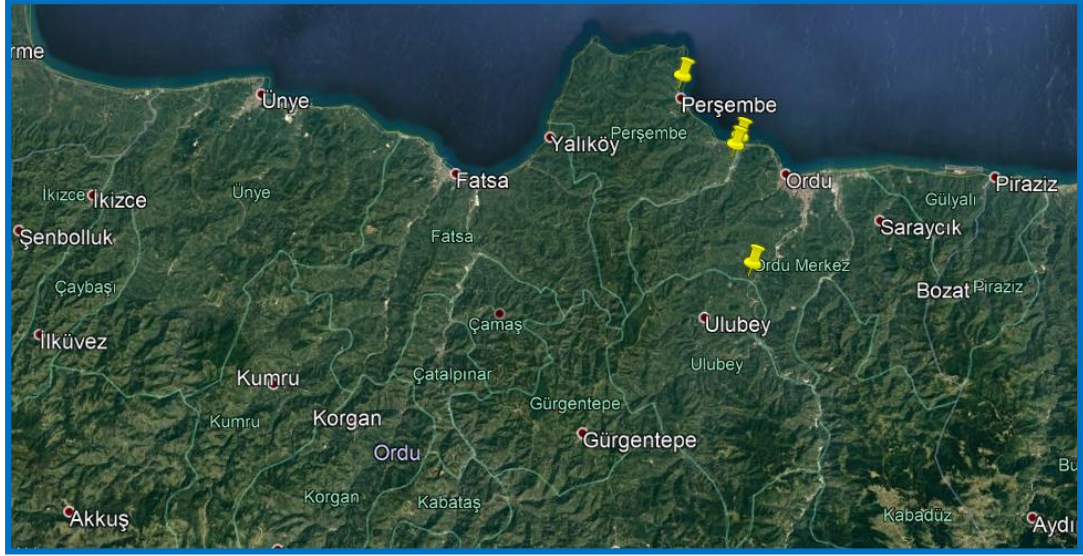 rme
Ünye
Perşembe
Perşembe
Yalıköy
Fatsa
Ordu
Piraziz
İkizce
İkizce
Ünye
Gülyalı
Saraycık
Şenbolluk
Fatsa
Ordu Merkez
Çaybaşı
Bozat
Piraziz
Çamaş
Ulubey
İlküvez
Ulubey
Kumru
Çatalpınar
Gürgentepe
Korgan
Kumru
Gürgentepe
Ordu
Bu
Korgan
Kabataş
Akkuş
Kabadüz
Aydı